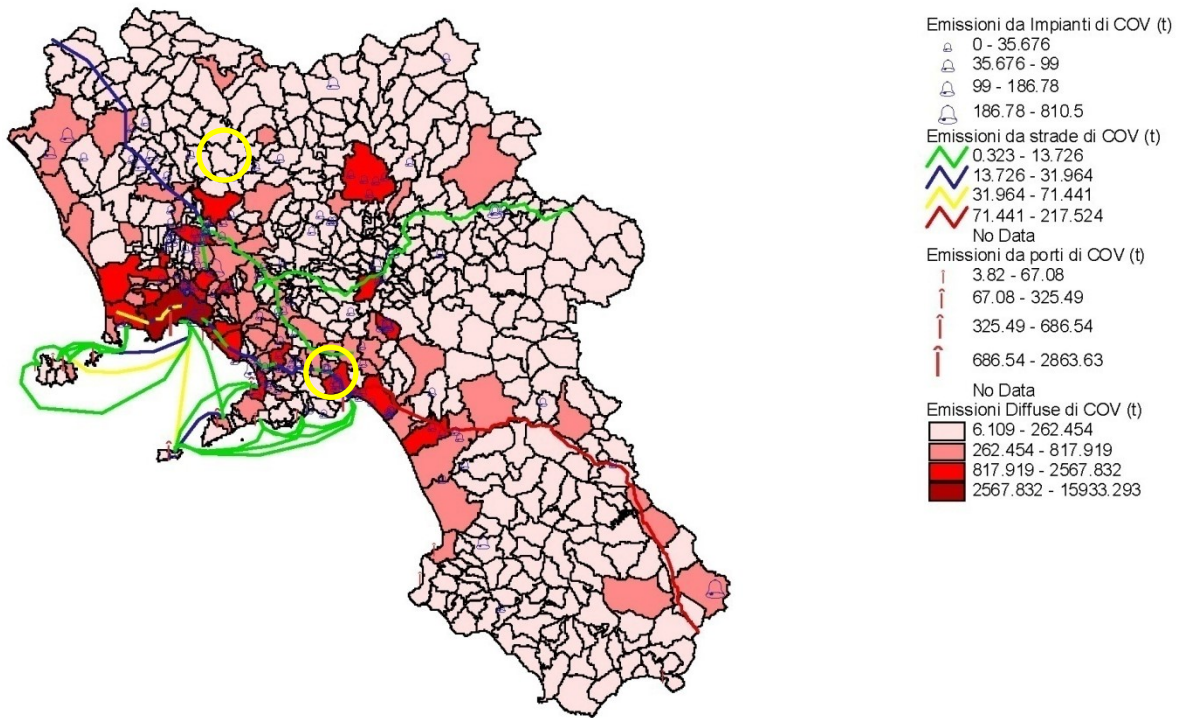 Emissioni da Impianti di COV (t)
0 - 35.676
35.676 - 99
99 - 186.78
186.78 - 810.5
Emissioni da strade di COV (t)
0.323 - 13.726
13.726 - 31.964
31.964 - 71.441
71.441 - 217.524
No Data
Emissioni da porti di COV (t)
3.82 - 67.08
67.08 - 325.49
325.49 - 686.54
686.54 - 2863.63
No Data
Emissioni Diffuse di COV (t)
6.109 - 262.454
262.454 - 817.919
817.919 - 2567.832
2567.832 - 15933.293